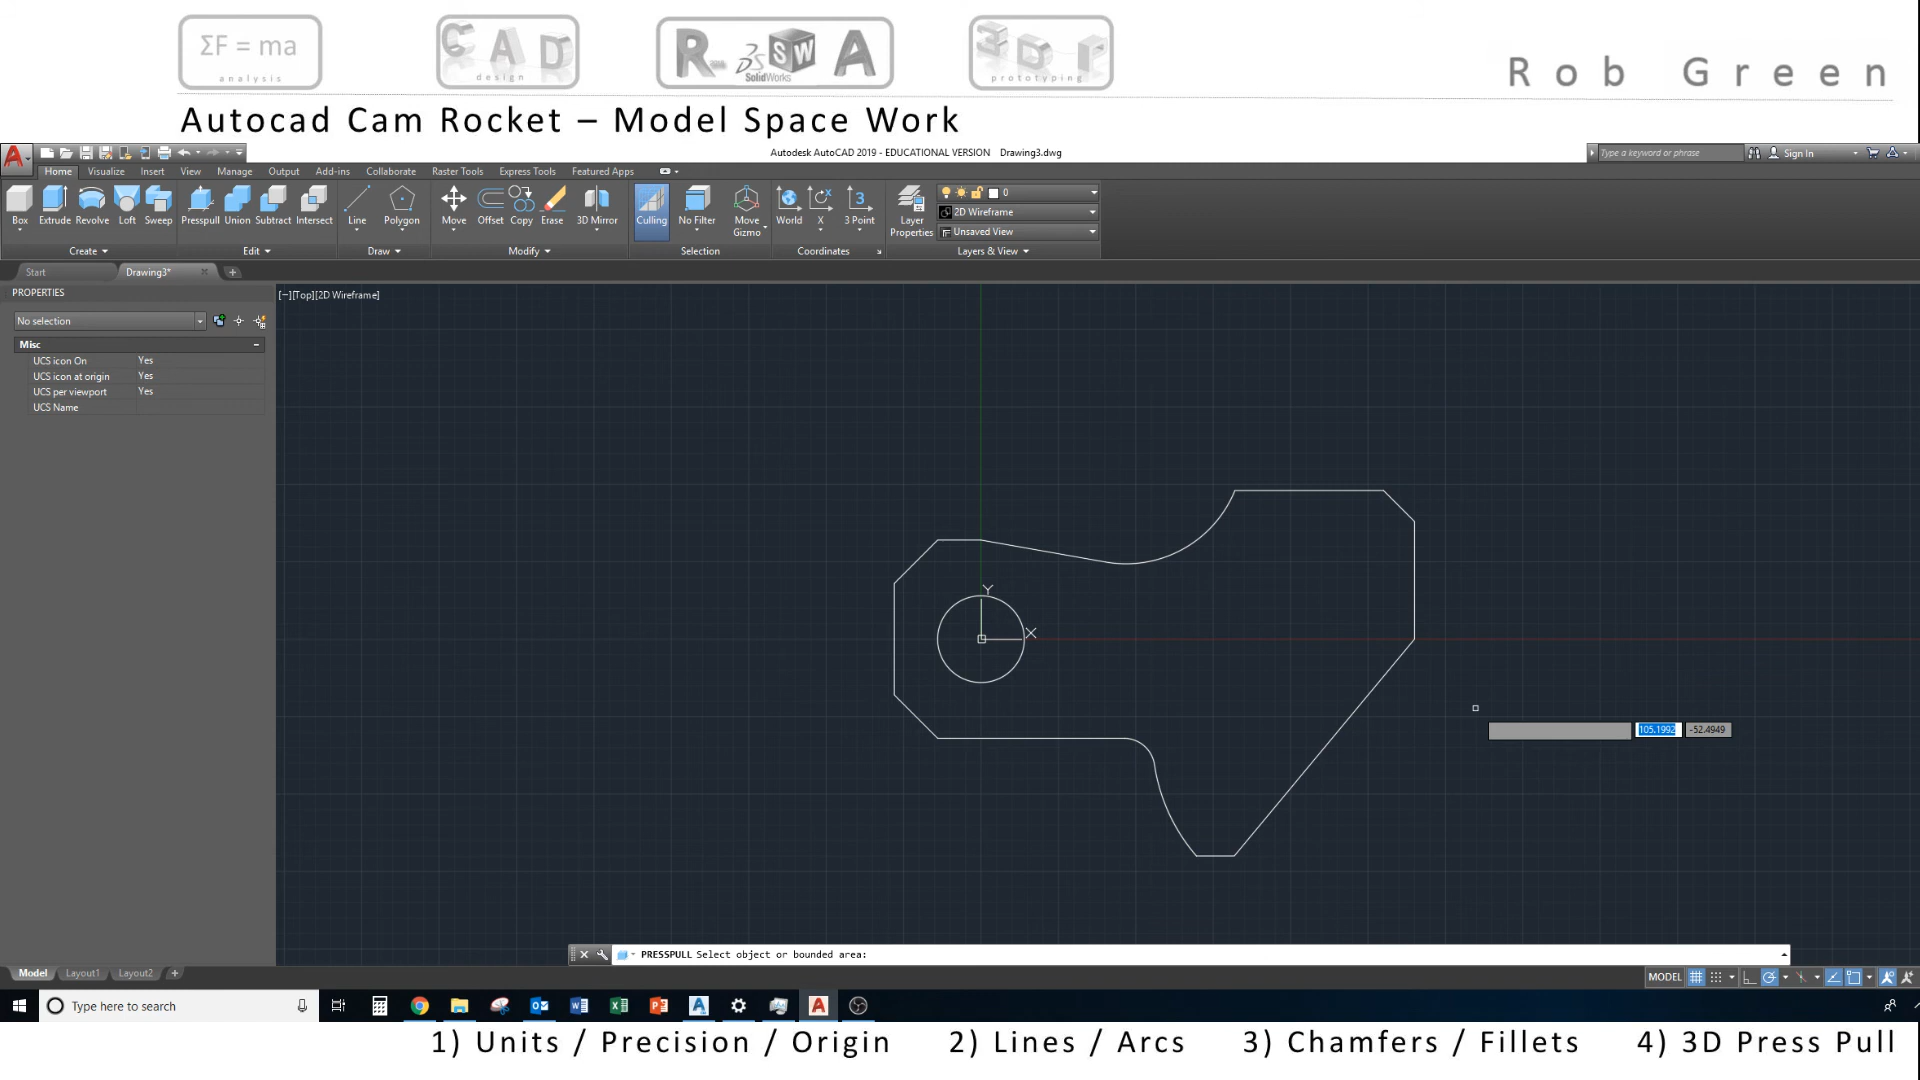 ΣF = ma
analysis
CAD
design
R SW A
SolidWorks
3DP
prototyping
Rob Green
Autocad Cam Rocket – Model Space Work
Autodesk AutoCAD 2019 - EDUCATIONAL VERSION Drawing3.dwg
Type a keyword or phrase
Sign In
Home Visualize Insert View Manage Output Add-ins Collaborate Raster Tools Express Tools Featured Apps
0
2D Wireframe
Unsaved View
Box Extrude Revolve Loft Sweep Presspull Union Subtract Intersect Line Polygon Move Offset Copy Erase 3D Mirror Culling No Filter Move Gizmo World X 3 Point Layer Properties
Create Edit Draw Modify Selection Coordinates Layers & View
Start Drawing3*
PROPERTIES
[−][Top][2D Wireframe]
No selection
Misc
UCS icon On Yes
UCS icon at origin Yes
UCS per viewport Yes
UCS Name
Y
X
105.1992 -52.4949
PRESSPULL Select object or bounded area:
Model Layout1 Layout2
MODEL
Type here to search
1) Units / Precision / Origin 2) Lines / Arcs 3) Chamfers / Fillets 4) 3D Press Pull